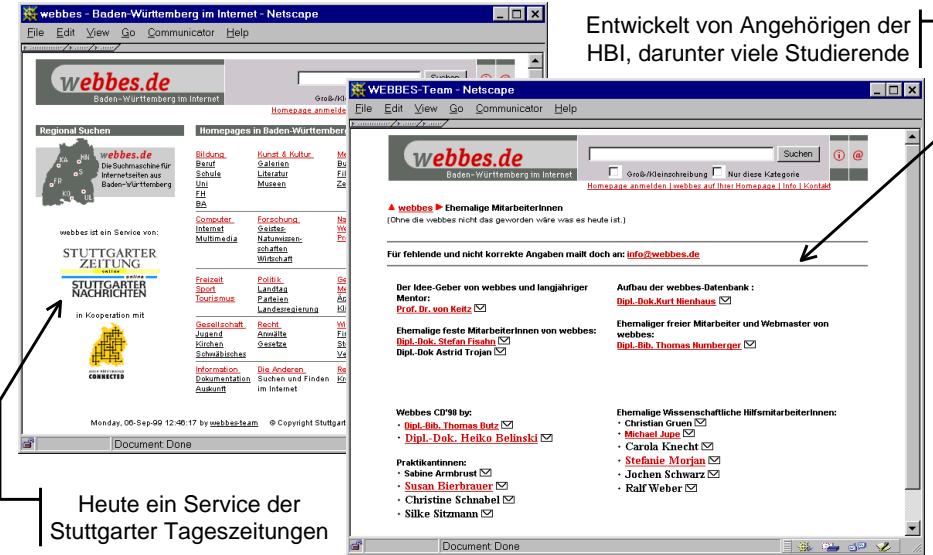 webbes - Baden-Württemberg im Internet - Netscape
File Edit View Go Communicator Help
webbes.de
Baden-Württemberg im Internet
Suchen
Homepage anmelde
Regional Suchen
KA MN
S
FR
KO UL
webbes.de
Die Suchmaschine für
Internetseiten aus
Baden-Württemberg
webbes ist ein Service von:
STUTTGARTER
ZEITUNG
online
online
STUTTGARTER
NACHRICHTEN
in Kooperation mit
CONNECTED
Homepages in Baden-Württember
Bildung Kunst & Kultur
Beruf Galerien
Schule Literatur
Uni Museen
FH
BA
Computer Forschung
Internet Geistes-
Multimedia Naturwissen-
schaften
Wirtschaft
Freizeit Politik
Sport Landtag
Tourismus Parteien
Landesregierung
Gesellschaft Recht
Jugend Anwälte
Kirchen Gesetze
Schwäbisches
Information Die Anderen
Dokumentation Suchen und Finden
Auskunft im Internet
Monday, 06-Sep-99 12:46:17 by webbes-team © Copyright Stuttgart
Document Done
Entwickelt von Angehörigen der
HBI, darunter viele Studierende
WEBBES-Team - Netscape
File Edit View Go Communicator Help
webbes.de
Baden-Württemberg im Internet
Suchen
i @
Groß/Kleinschreibung Nur diese Kategorie
Homepage anmelden | webbes auf Ihrer Homepage | Info | Kontakt
webbes Ehemalige MitarbeiterInnen
(Ohne die webbes nicht das geworden wäre was es heute ist.)
Für fehlende und nicht korrekte Angaben mailt doch an: info@webbes.de
Der Idee-Geber von webbes und langjähriger
Mentor:
Prof. Dr. von Keitz
Ehemalige feste MitarbeiterInnen von webbes:
Dipl.-Dok. Stefan Fisahn
Dipl.-Dok Astrid Trojan
Aufbau der webbes-Datenbank :
Dipl.-Dok.Kurt Nienhaus
Ehemaliger freier Mitarbeiter und Webmaster von
webbes:
Dipl.-Bib. Thomas Numberger
Webbes CD'98 by:
· Dipl.-Bib. Thomas Butz
· Dipl.-Dok. Heiko Belinski
Praktikantinnen:
· Sabine Armbrust
· Susan Bierbrauer
· Christine Schnabel
· Silke Sitzmann
Ehemalige Wissenschaftliche HilfsmitarbeiterInnen:
· Christian Gruen
· Michael Jupe
· Carola Knecht
· Stefanie Morjan
· Jochen Schwarz
· Ralf Weber
Document Done
Heute ein Service der
Stuttgarter Tageszeitungen